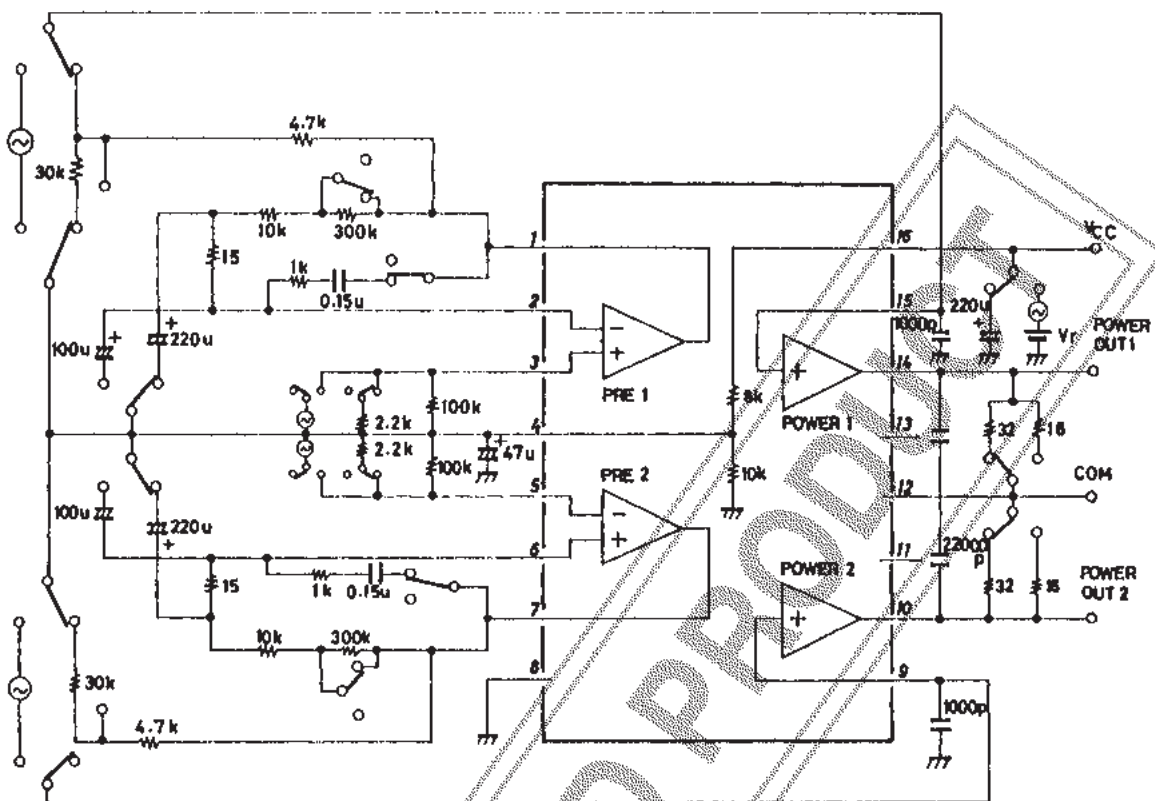 4.7k
30k
10k
300k
15
1k
0.15u
1
2
3
4
5
6
7
8
100u
220u
2.2k
2.2k
100k
100k
47u
PRE 1
PRE 2
100u
220u
15
1k
0.15u
10k
300k
30k
4.7k
16
15
14
13
12
11
10
9
8k
10k
POWER 1
POWER 2
1000p
220u
Vr
VCC
POWER
OUT 1
32
16
COM
2200
p
32
16
POWER
OUT 2
1000p
D PRODUCT